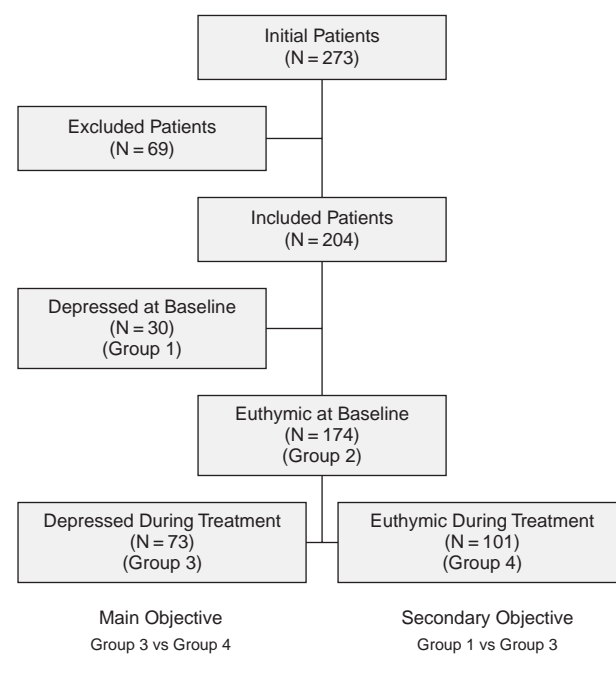 Initial Patients
(N = 273)
Excluded Patients
(N = 69)
Included Patients
(N = 204)
Depressed at Baseline
(N = 30)
(Group 1)
Euthymic at Baseline
(N = 174)
(Group 2)
Depressed During Treatment
(N = 73)
(Group 3)
Euthymic During Treatment
(N = 101)
(Group 4)
Main Objective
Group 3 vs Group 4
Secondary Objective
Group 1 vs Group 3